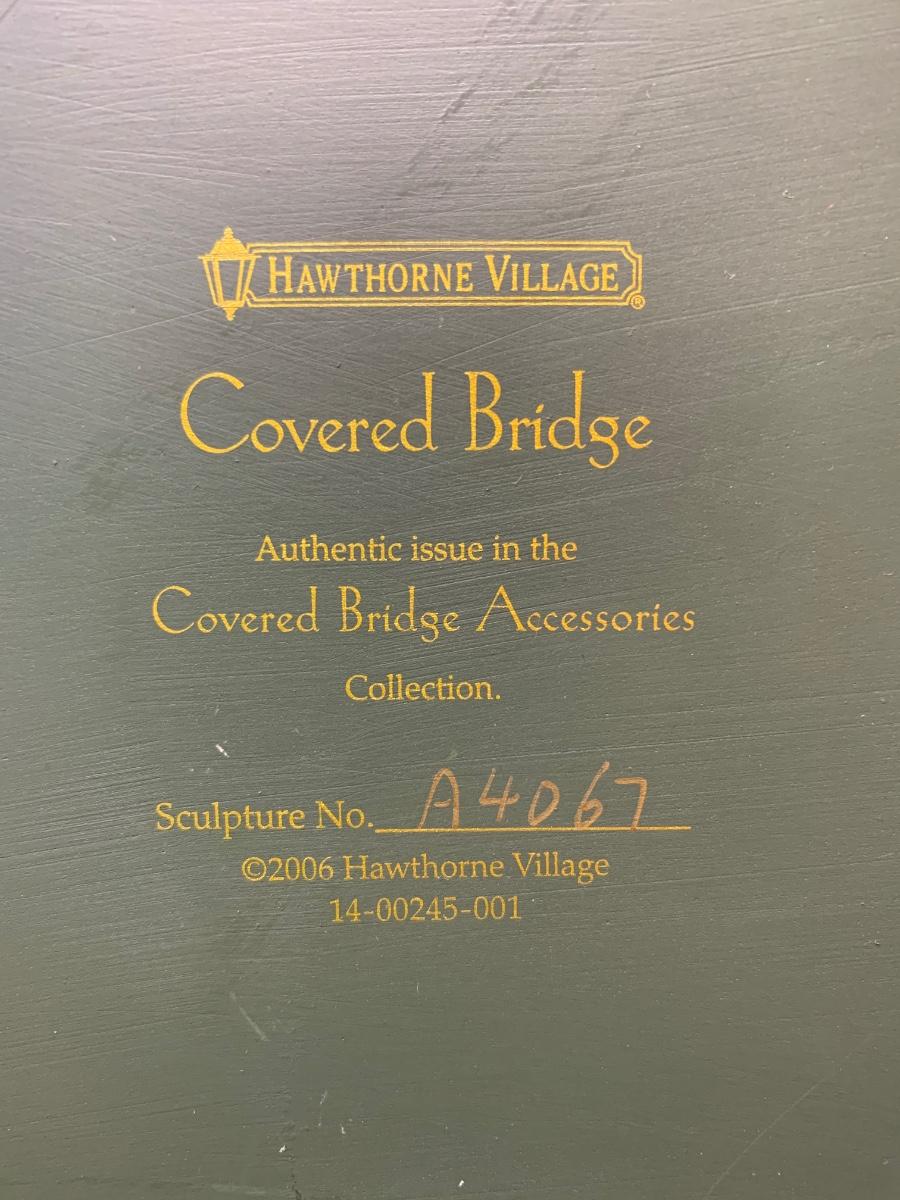 HAWTHORNE VILLAGE®
Covered Bridge
Authentic issue in the
Covered Bridge Accessories
Collection.
Sculpture No. A4067
©2006 Hawthorne Village
14-00245-001